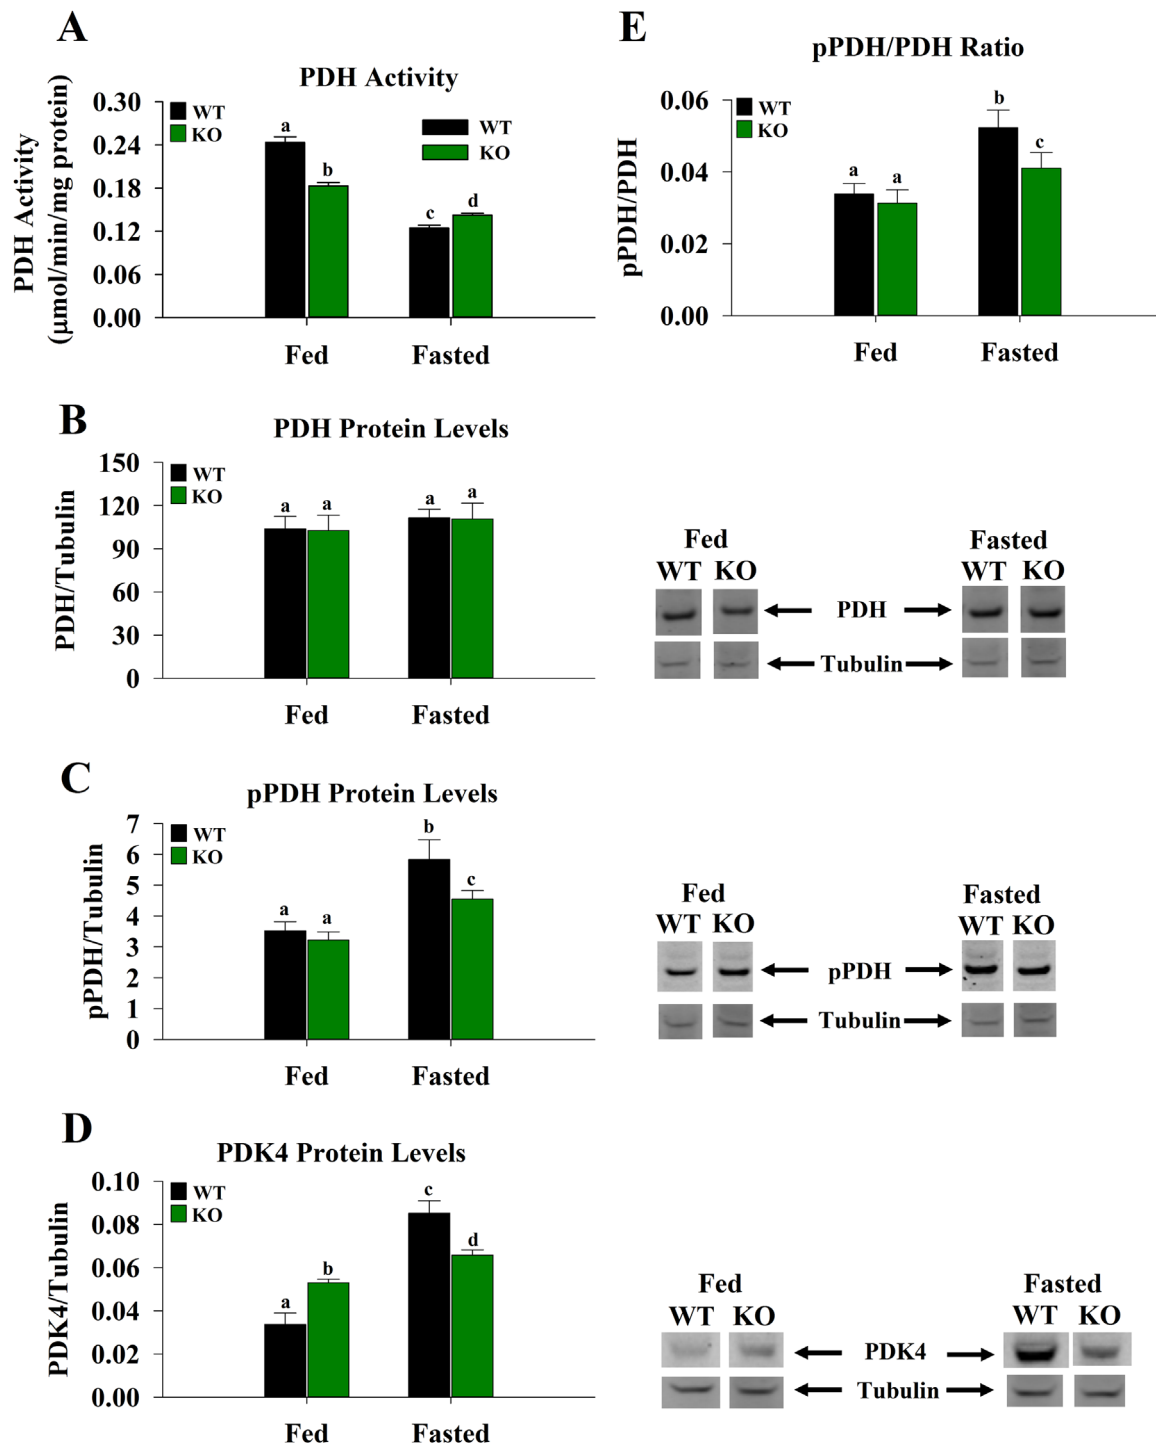 A
PDH Activity
PDH Activity
(μmol/min/mg protein)
0.30
0.24
0.18
0.12
0.06
0.00
WT
KO
WT
KO
a
b
c
d
Fed
Fasted
E
pPDH/PDH Ratio
pPDH/PDH
0.06
0.04
0.02
0.00
WT
KO
a
a
b
c
Fed
Fasted
B
PDH Protein Levels
PDH/Tubulin
150
120
90
60
30
0
WT
KO
a
a
a
a
Fed
Fasted
Fed
Fasted
WT KO
WT KO
PDH
Tubulin
C
pPDH Protein Levels
pPDH/Tubulin
7
6
5
4
3
2
1
0
WT
KO
a
a
b
c
Fed
Fasted
Fed
Fasted
WT KO
WT KO
pPDH
Tubulin
D
PDK4 Protein Levels
PDK4/Tubulin
0.10
0.08
0.06
0.04
0.02
0.00
WT
KO
a
b
c
d
Fed
Fasted
Fed
Fasted
WT KO
WT KO
PDK4
Tubulin